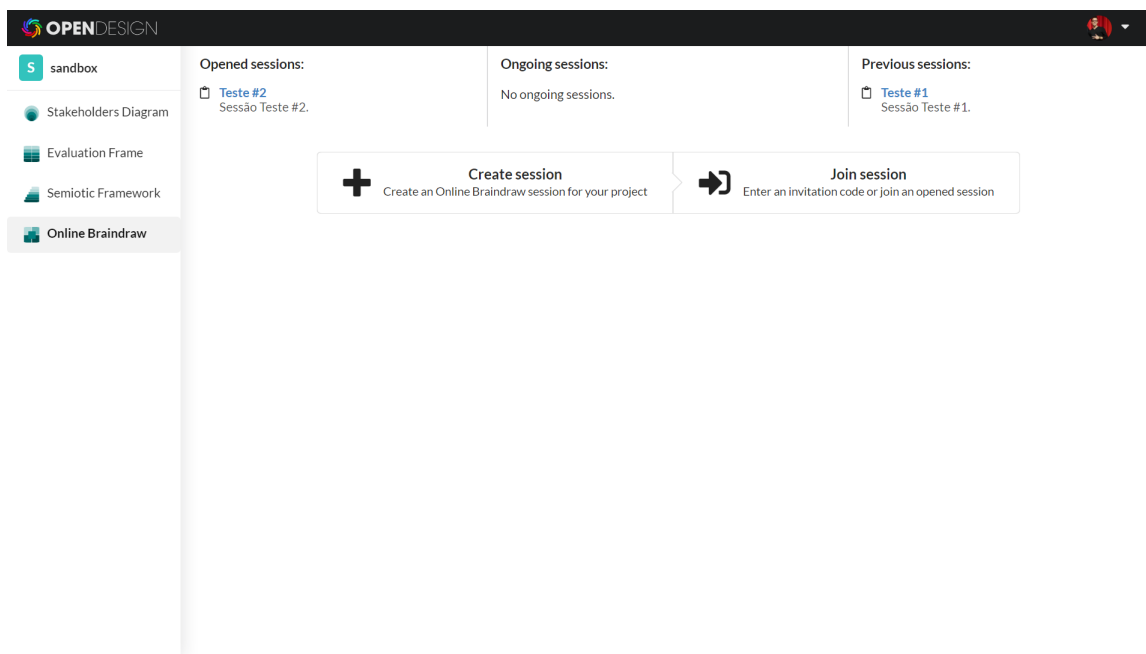 OPENDESIGN
S sandbox
Stakeholders Diagram
Evaluation Frame
Semiotic Framework
Online Braindraw
Opened sessions:
Teste #2
Sessão Teste #2.
Ongoing sessions:
No ongoing sessions.
Previous sessions:
Teste #1
Sessão Teste #1.
Create session
Create an Online Braindraw session for your project
Join session
Enter an invitation code or join an opened session